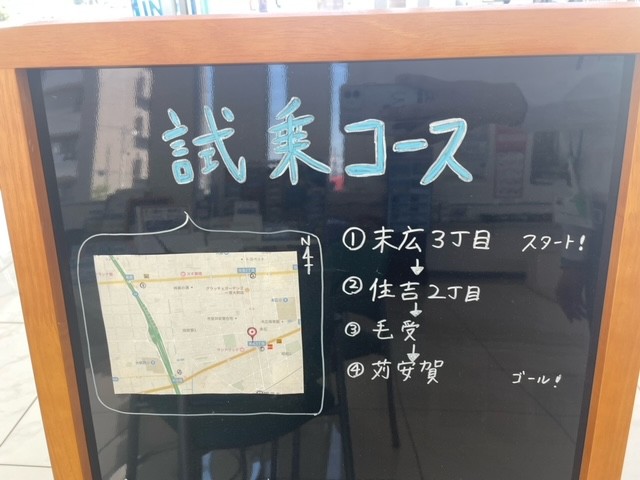 試乗コース
N
① 末広3丁目 スタート!
② 住吉2丁目
③ 毛受
④ 苅安賀 ゴール!